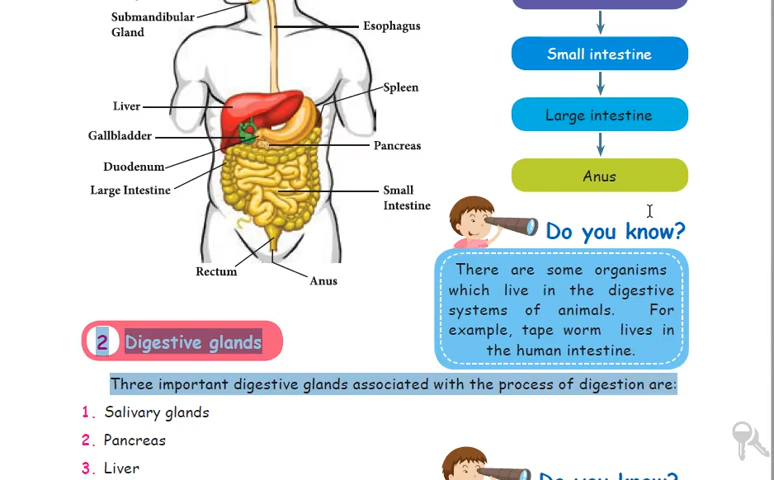 Submandibular
Gland
Esophagus
Spleen
Liver
Gallbladder
Pancreas
Duodenum
Large Intestine
Small
Intestine
Rectum
Anus
Small intestine
Large intestine
Anus
Do you know?
There are some organisms
which live in the digestive
systems of animals. For
example, tape worm lives in
the human intestine.
2 Digestive glands
Three important digestive glands associated with the process of digestion are:
1. Salivary glands
2. Pancreas
3. Liver
Do you know?